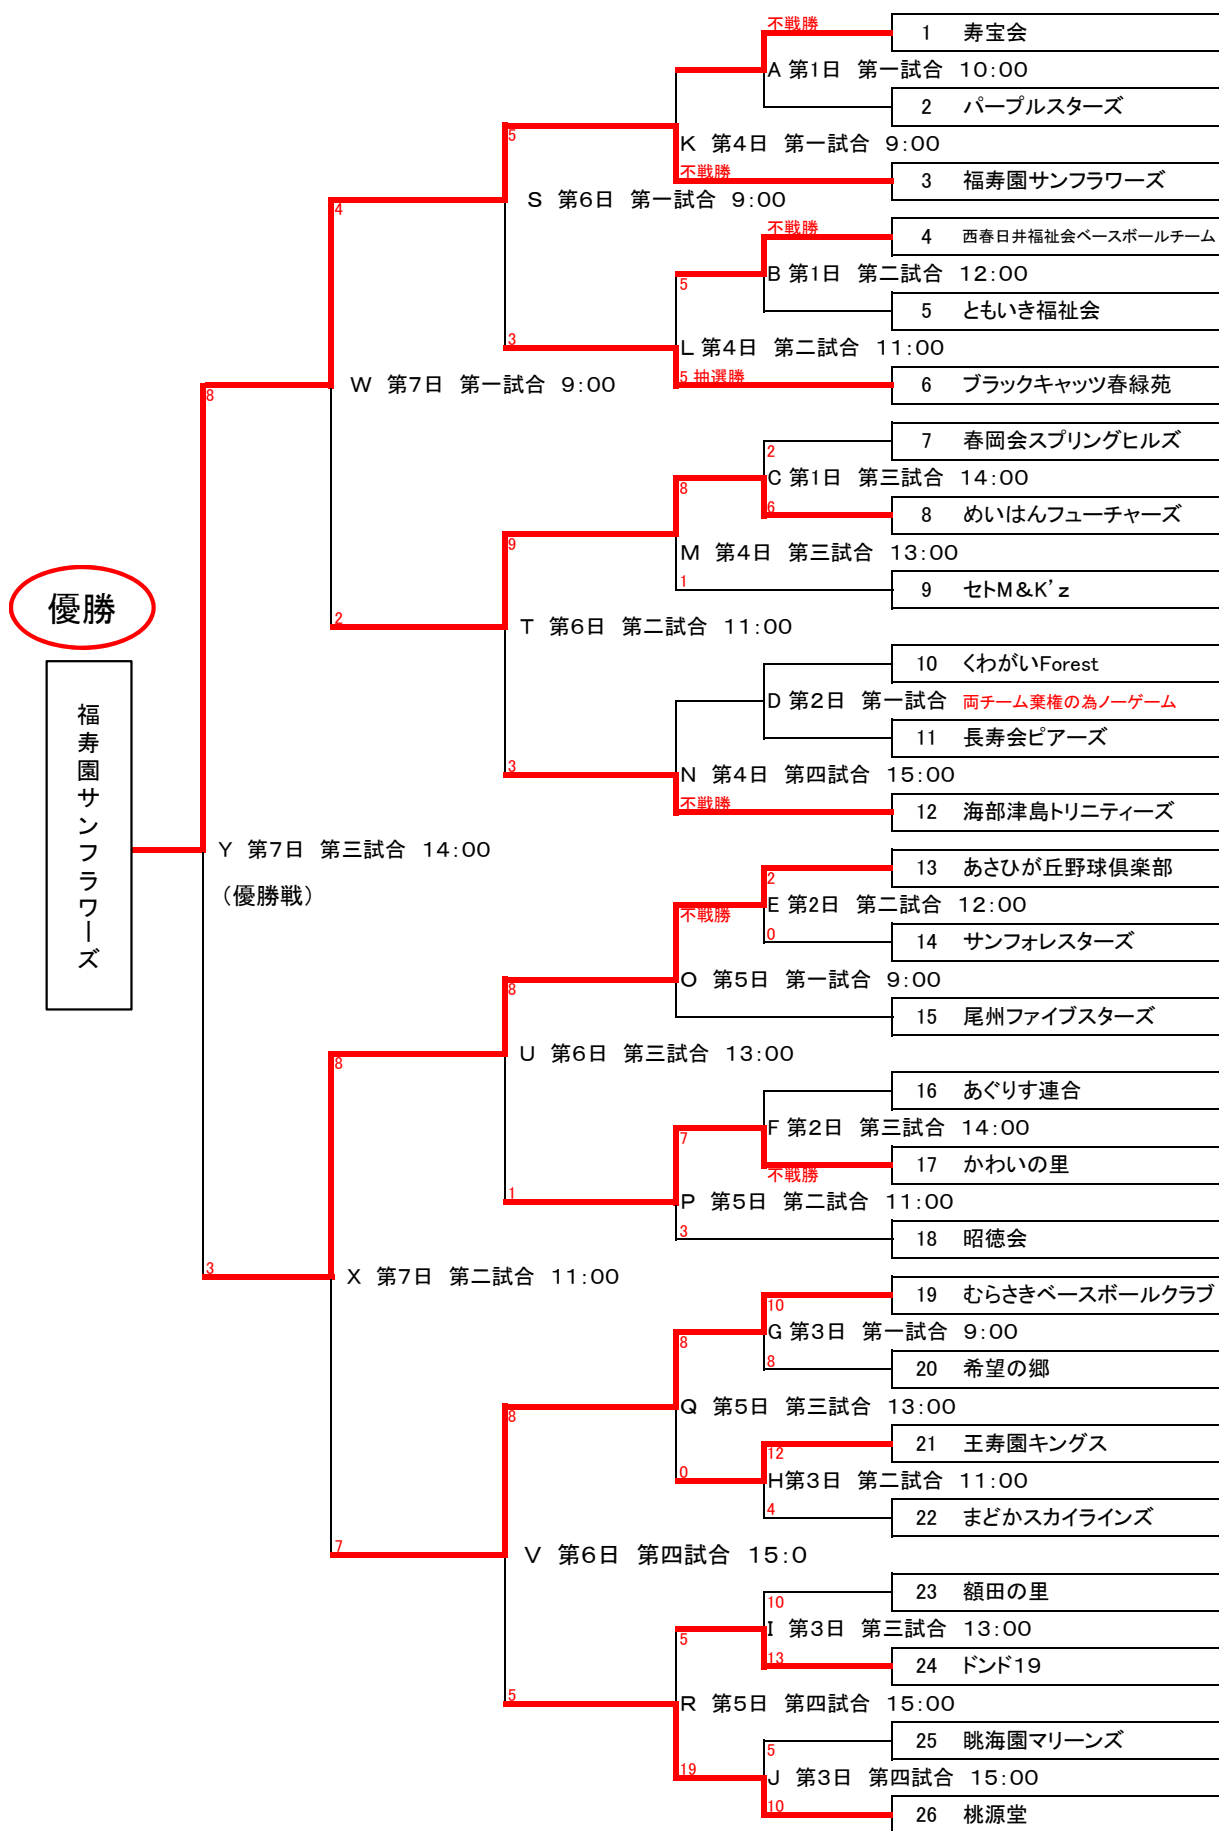 不戦勝
1 寿宝会
A 第1日 第一試合 10:00
2 パープルスターズ
5
K 第4日 第一試合 9:00
不戦勝
3 福寿園サンフラワーズ
4
S 第6日 第一試合 9:00
不戦勝
4 西春日井福祉会ベースボールチーム
5
B 第1日 第二試合 12:00
5 ともいき福祉会
3
L 第4日 第二試合 11:00
5 抽選勝
6 ブラックキャッツ春緑苑
8
W 第7日 第一試合 9:00
2
7 春岡会スプリングヒルズ
8
C 第1日 第三試合 14:00
6
8 めいはんフューチャーズ
9
M 第4日 第三試合 13:00
1
9 セトM&K'z
優勝
2
T 第6日 第二試合 11:00
10 くわがいForest
D 第2日 第一試合 両チーム棄権の為ノーゲーム
11 長寿会ピアーズ
3
N 第4日 第四試合 15:00
不戦勝
12 海部津島トリニティーズ
福寿園サンフラワーズ
Y 第7日 第三試合 14:00
(優勝戦)
2
13 あさひが丘野球倶楽部
不戦勝
E 第2日 第二試合 12:00
0
14 サンフォレスターズ
8
O 第5日 第一試合 9:00
15 尾州ファイブスターズ
8
U 第6日 第三試合 13:00
16 あぐりす連合
7
F 第2日 第三試合 14:00
不戦勝
17 かわいの里
1
P 第5日 第二試合 11:00
3
18 昭徳会
3
X 第7日 第二試合 11:00
10
19 むらさきベースボールクラブ
8
G 第3日 第一試合 9:00
8
20 希望の郷
8
Q 第5日 第三試合 13:00
12
21 王寿園キングス
0
H第3日 第二試合 11:00
4
22 まどかスカイラインズ
7
V 第6日 第四試合 15:0
10
23 額田の里
5
I 第3日 第三試合 13:00
13
24 ドンド19
5
R 第5日 第四試合 15:00
5
25 眺海園マリーンズ
19
J 第3日 第四試合 15:00
10
26 桃源堂